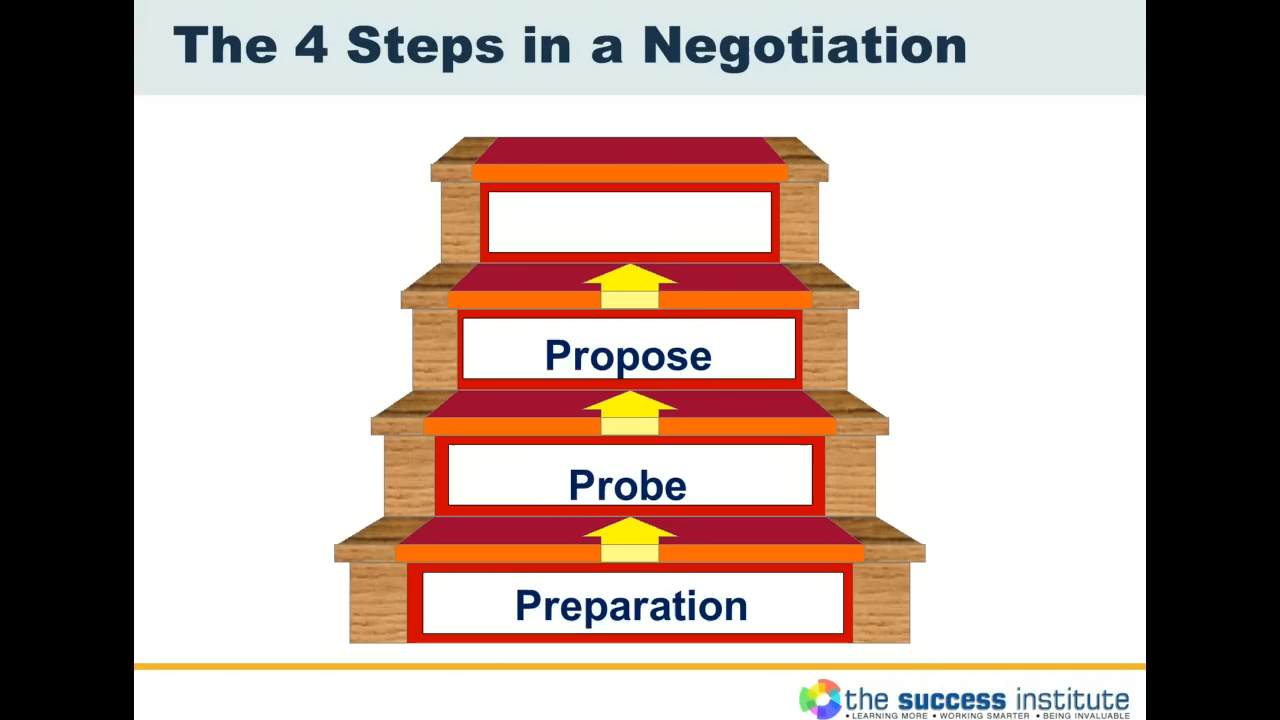 The 4 Steps in a Negotiation
Propose
Probe
Preparation
the success institute
• LEARNING MORE • WORKING SMARTER • BEING INVALUABLE